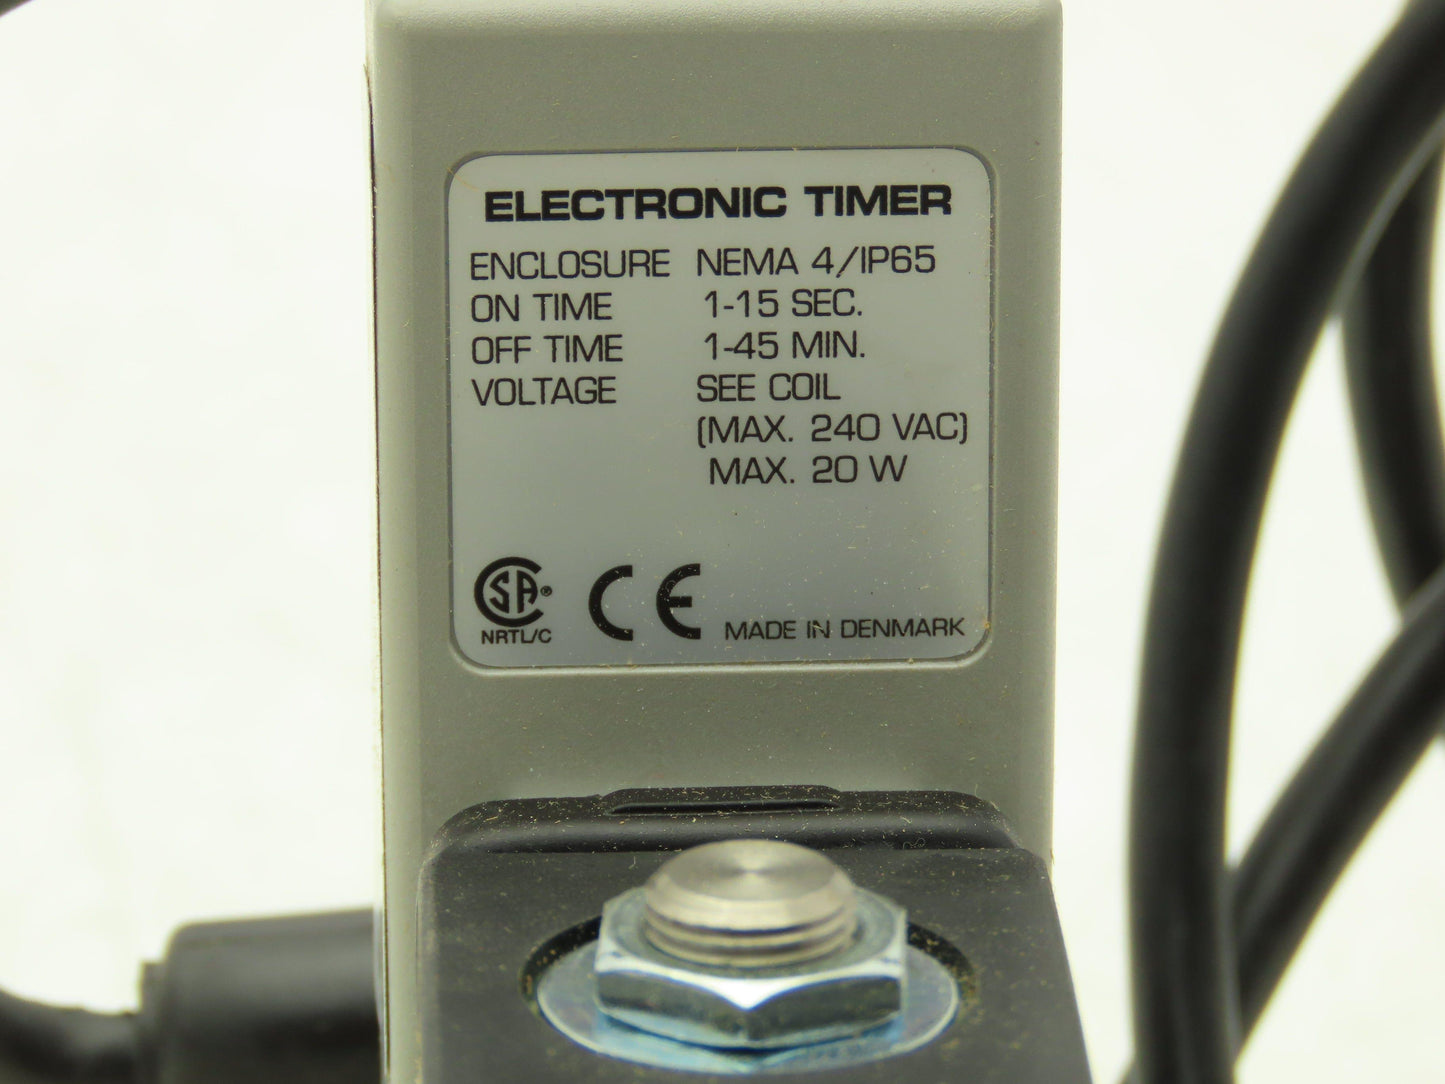 ELECTRONIC TIMER
ENCLOSURE NEMA 4/IP65
ON TIME 1-15 SEC.
OFF TIME 1-45 MIN.
VOLTAGE SEE COIL
(MAX. 240 VAC)
MAX. 20 W
SA®
NRTL/C
CE
MADE IN DENMARK